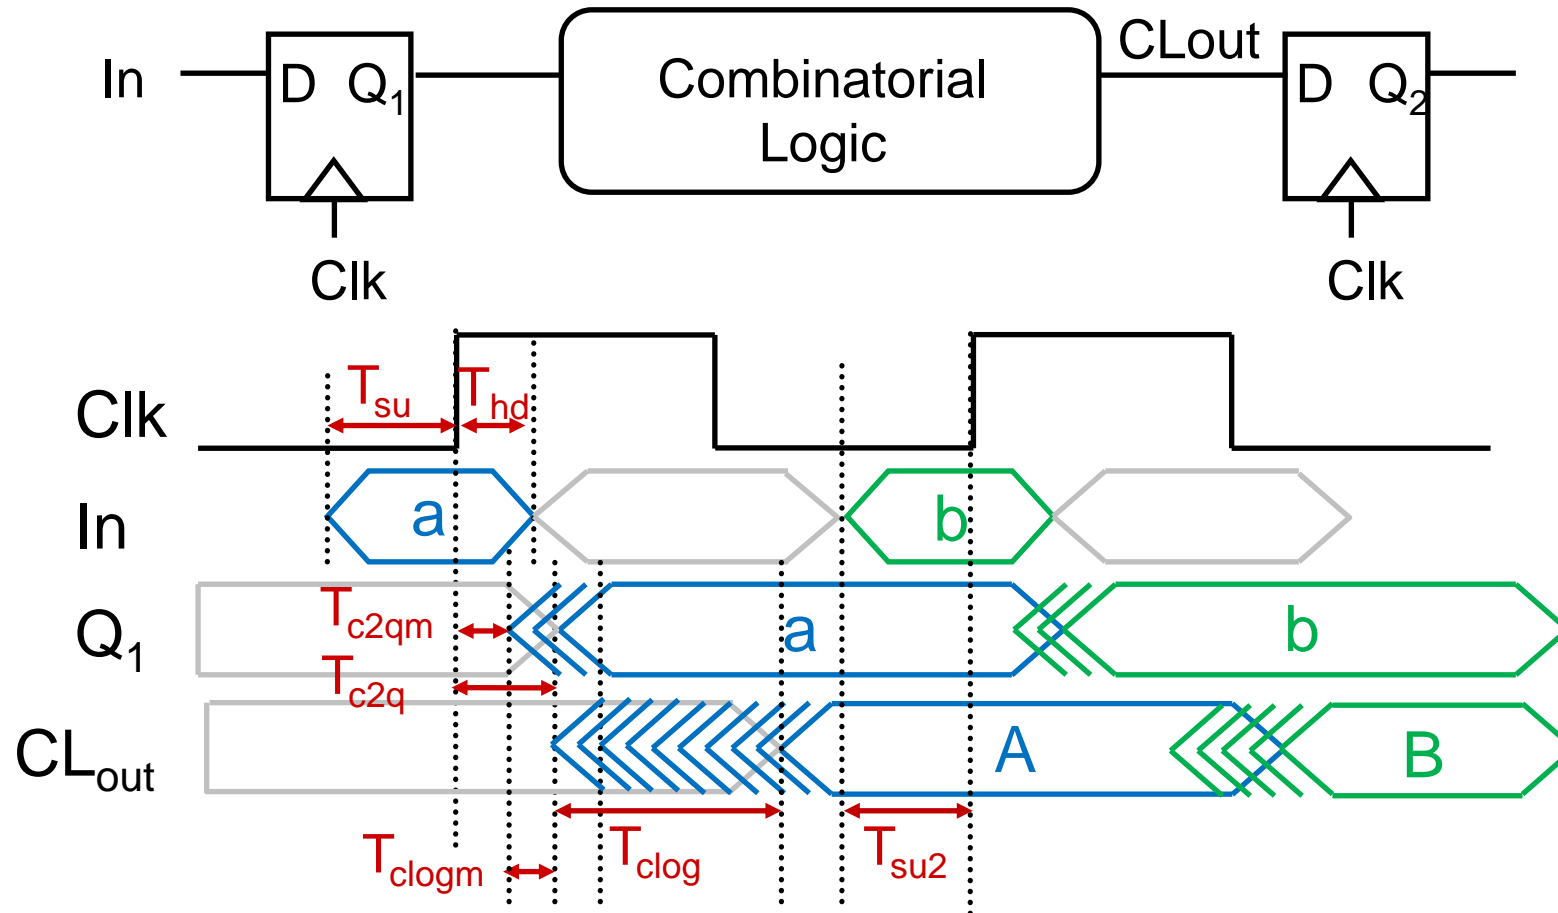 In
D Q1
Combinatorial
Logic
CLout
D Q2
Clk
Clk
Clk
Tsu
Thd
In
a
b
Q1
Tc2qm
a
b
Tc2q
CLout
A
B
Tclogm
Tclog
Tsu2